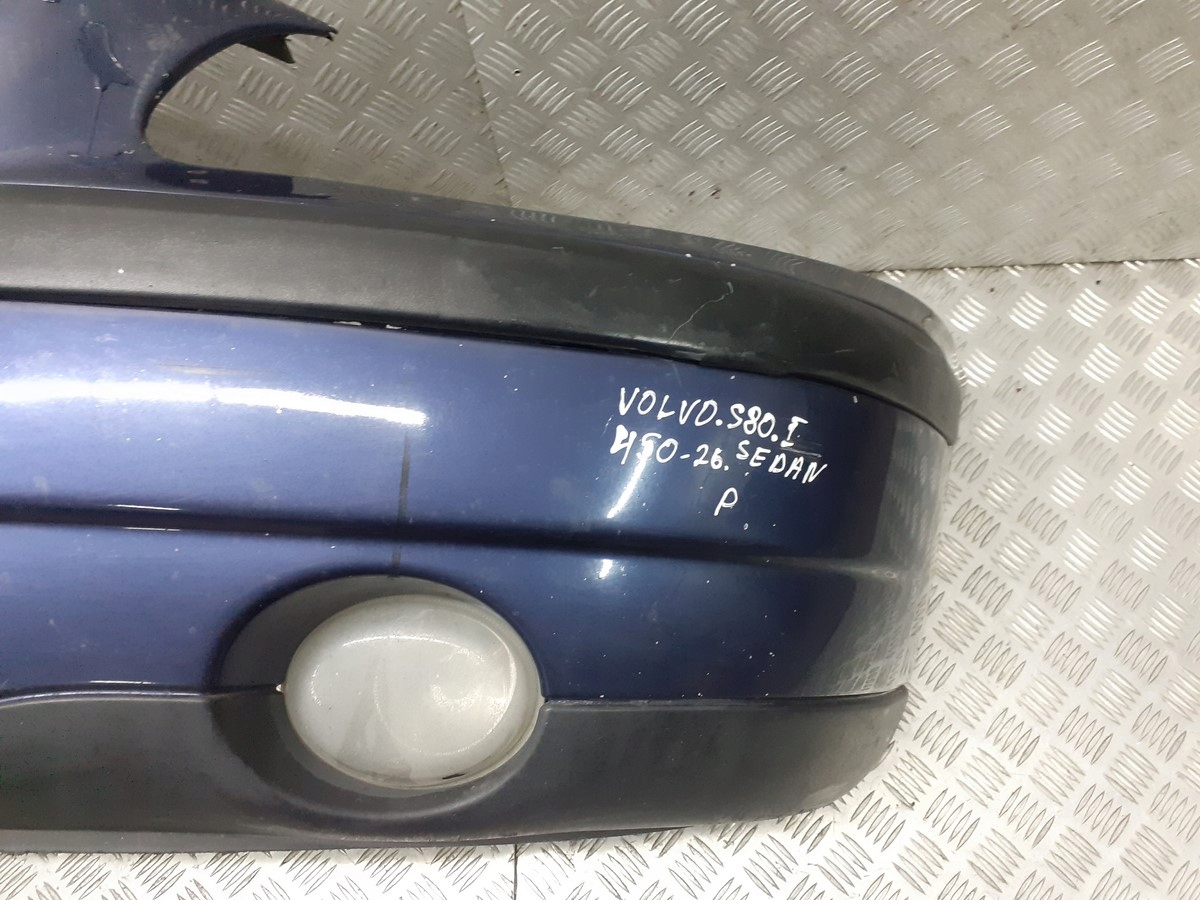 VOLVO.S80.I
450-26. SEDAN
P